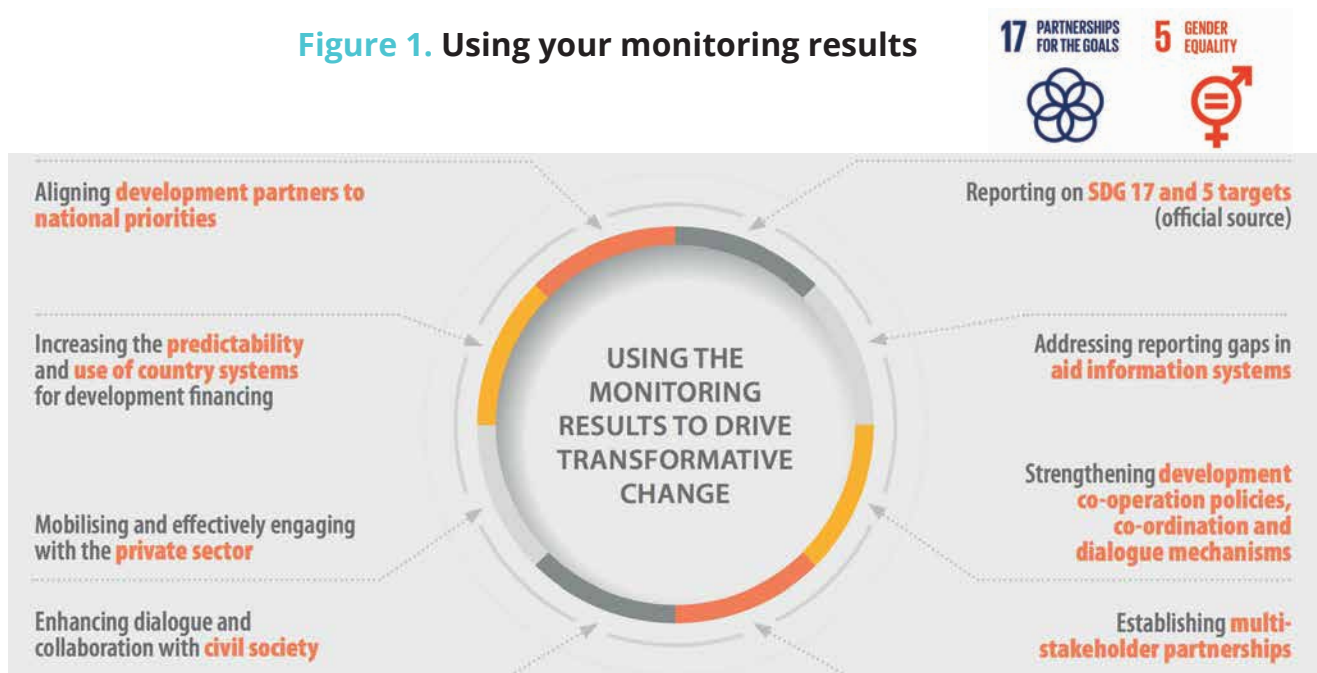 Figure 1. Using your monitoring results
17 PARTNERSHIPS
FOR THE GOALS
5 GENDER
EQUALITY
Aligning development partners to
national priorities
Increasing the predictability
and use of country systems
for development financing
Mobilising and effectively engaging
with the private sector
Enhancing dialogue and
collaboration with civil society
USING THE
MONITORING
RESULTS TO DRIVE
TRANSFORMATIVE
CHANGE
Reporting on SDG 17 and 5 targets
(official source)
Addressing reporting gaps in
aid information systems
Strengthening development
co-operation policies,
co-ordination and
dialogue mechanisms
Establishing multi-
stakeholder partnerships